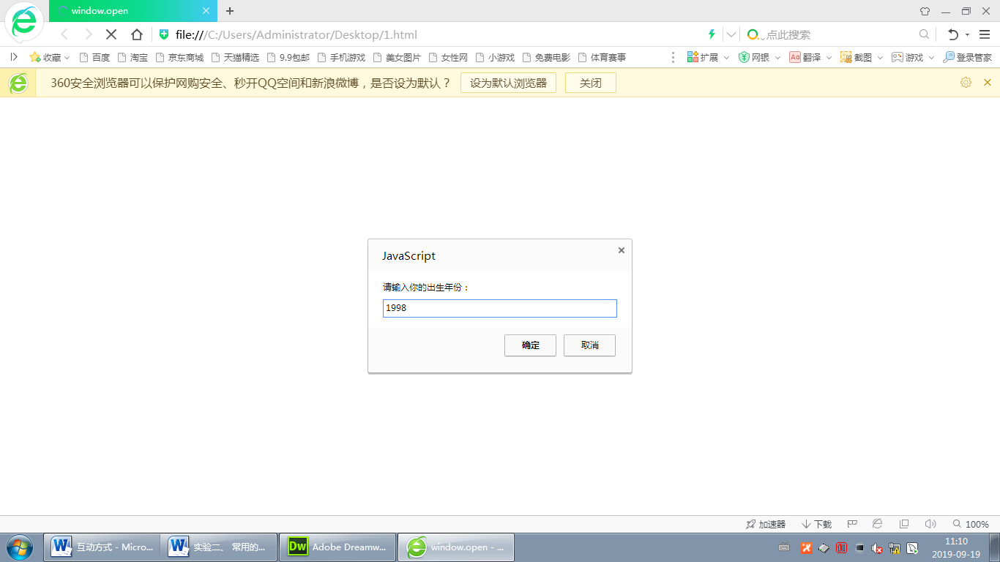 window.open
file:///C:/Users/Administrator/Desktop/1.html
点此搜索
收藏 百度 淘宝 京东商城 天猫精选 9.9包邮 手机游戏 美女图片 女性网 小游戏 免费电影 体育赛事 扩展 网银 Aa 翻译 截图 游戏 登录管家
360安全浏览器可以保护网购安全、秒开QQ空间和新浪微博，是否设为默认？ 设为默认浏览器 关闭
JavaScript
请输入你的出生年份：
1998
确定 取消
加速器 下载 100%
互动方式 - Micro... 实验二、 常用的... Dw Adobe Dreamw... window.open - ...
11:10
2019-09-19